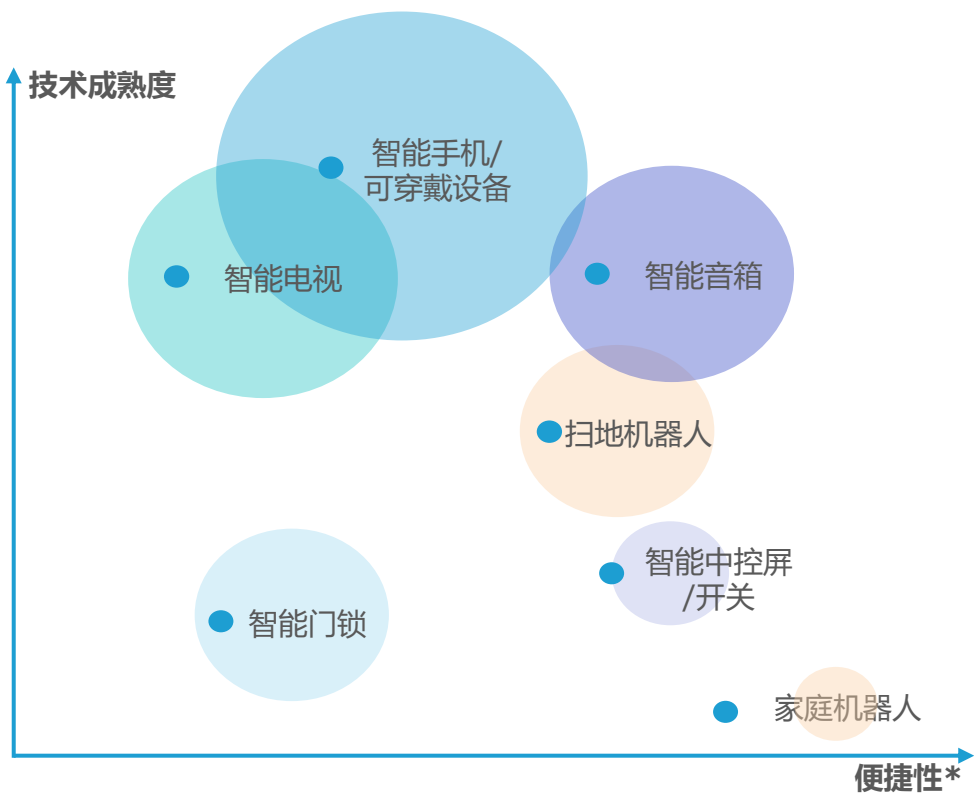 技术成熟度
智能手机/
可穿戴设备
智能电视
智能音箱
扫地机器人
智能中控屏
/开关
智能门锁
家庭机器人
便捷性*